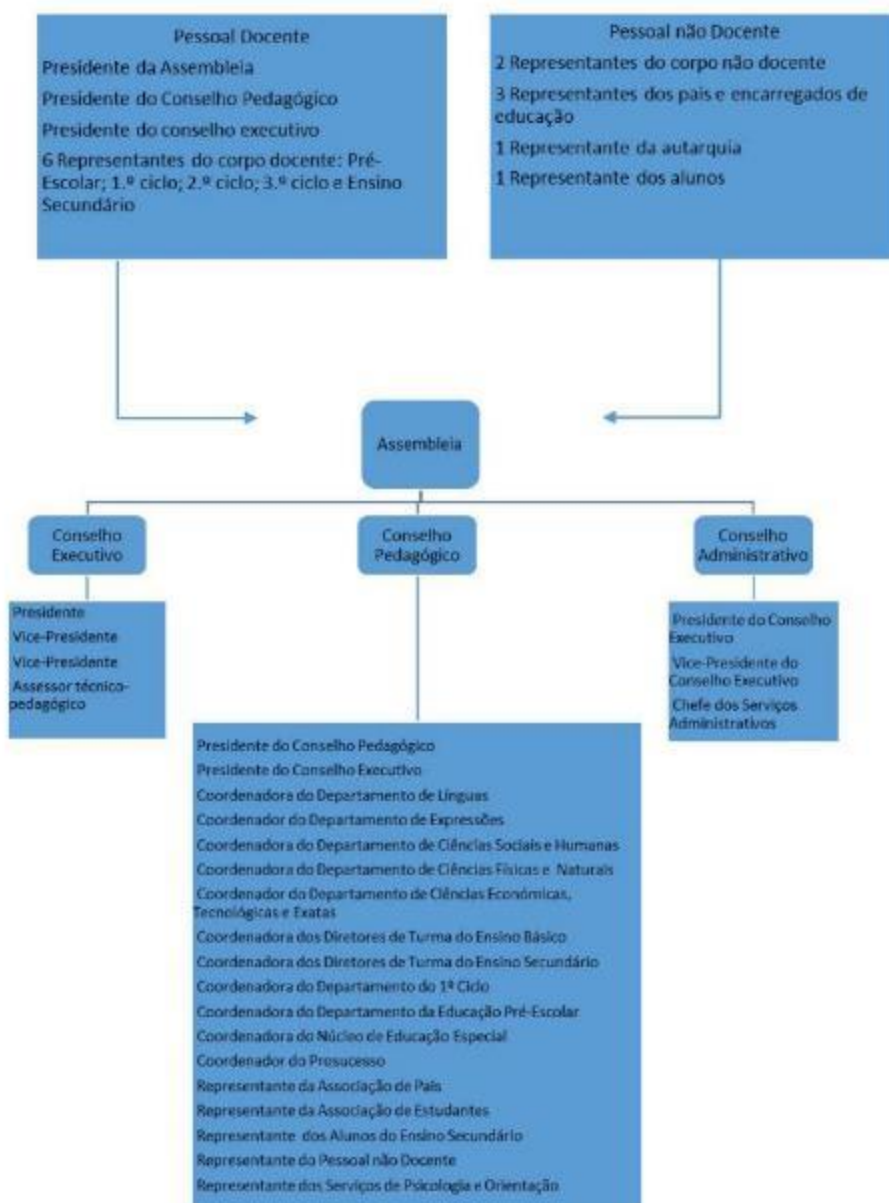 Pessoal Docente
Presidente da Assembleia
Presidente do Conselho Pedagógico
Presidente do conselho executivo
6 Representantes do corpo docente: Pré-
Escolar; 1.º ciclo; 2.º ciclo; 3.º ciclo e Ensino
Secundário
Pessoal não Docente
2 Representantes do corpo não docente
3 Representantes dos pais e encarregados de
educação
1 Representante da autarquia
1 Representante dos alunos
Assembleia
Conselho
Executivo
Conselho
Pedagógico
Conselho
Administrativo
Presidente
Vice-Presidente
Vice-Presidente
Assessor técnico-
pedagógico
Presidente do Conselho Pedagógico
Presidente do Conselho Executivo
Coordenadora do Departamento de Línguas
Coordenador do Departamento de Expressões
Coordenadora do Departamento de Ciências Sociais e Humanas
Coordenadora do Departamento de Ciências Físicas e Naturais
Coordenador do Departamento de Ciências Económicas,
Tecnológicas e Exatas
Coordenadora dos Diretores de Turma do Ensino Básico
Coordenadora dos Diretores de Turma do Ensino Secundário
Coordenadora do Departamento do 1º Ciclo
Coordenadora do Departamento da Educação Pré-Escolar
Coordenadora do Núcleo de Educação Especial
Coordenador do Prosucesso
Representante da Associação de Pais
Representante da Associação de Estudantes
Representante dos Alunos do Ensino Secundário
Representante do Pessoal não Docente
Representante dos Serviços de Psicologia e Orientação
Presidente do Conselho
Executivo
Vice-Presidente do
Conselho Executivo
Chefe dos Serviços
Administrativos